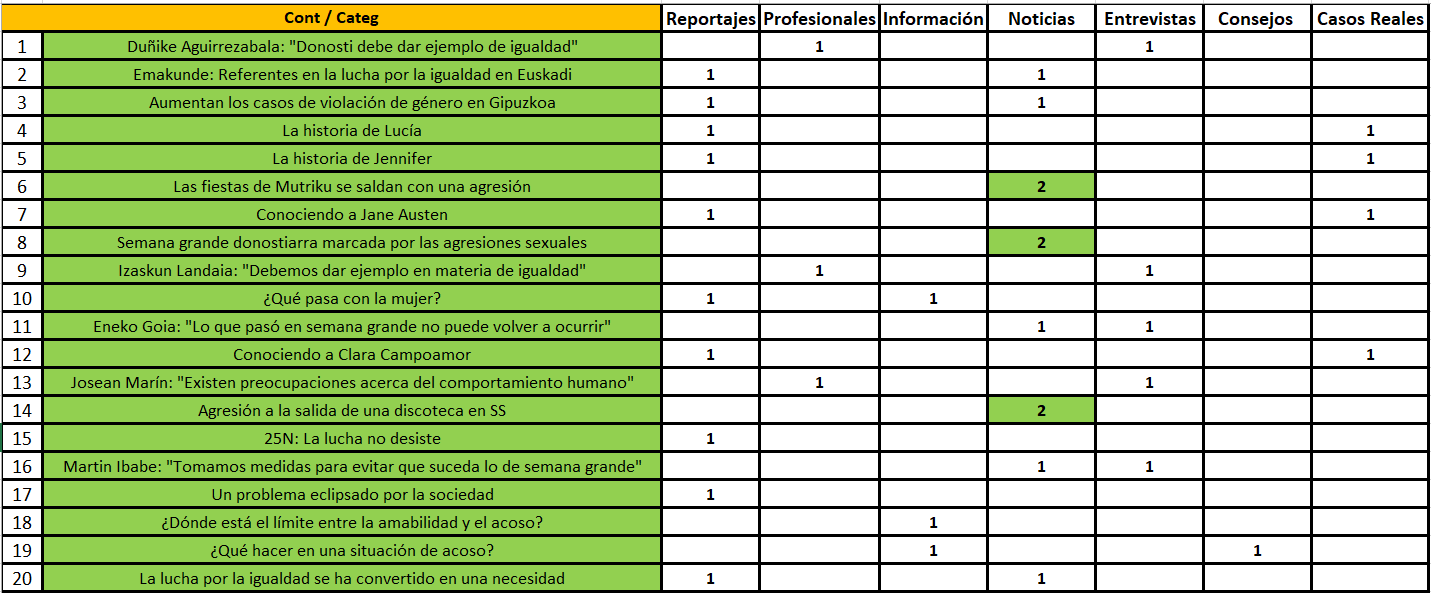 Cont / Categ Reportajes Profesionales Información Noticias Entrevistas Consejos Casos Reales
1 Duñike Aguirrezabala: "Donosti debe dar ejemplo de igualdad" 1 1
2 Emakunde: Referentes en la lucha por la igualdad en Euskadi 1 1
3 Aumentan los casos de violación de género en Gipuzkoa 1 1
4 La historia de Lucía 1 1
5 La historia de Jennifer 1 1
6 Las fiestas de Mutriku se saldan con una agresión 2
7 Conociendo a Jane Austen 1 1
8 Semana grande donostiarra marcada por las agresiones sexuales 2
9 Izaskun Landaia: "Debemos dar ejemplo en materia de igualdad" 1 1
10 ¿Qué pasa con la mujer? 1 1
11 Eneko Goia: "Lo que pasó en semana grande no puede volver a ocurrir" 1 1
12 Conociendo a Clara Campoamor 1 1
13 Josean Marín: "Existen preocupaciones acerca del comportamiento humano" 1 1
14 Agresión a la salida de una discoteca en SS 2
15 25N: La lucha no desiste 1
16 Martin Ibabe: "Tomamos medidas para evitar que suceda lo de semana grande" 1 1
17 Un problema eclipsado por la sociedad 1
18 ¿Dónde está el límite entre la amabilidad y el acoso? 1
19 ¿Qué hacer en una situación de acoso? 1 1
20 La lucha por la igualdad se ha convertido en una necesidad 1 1